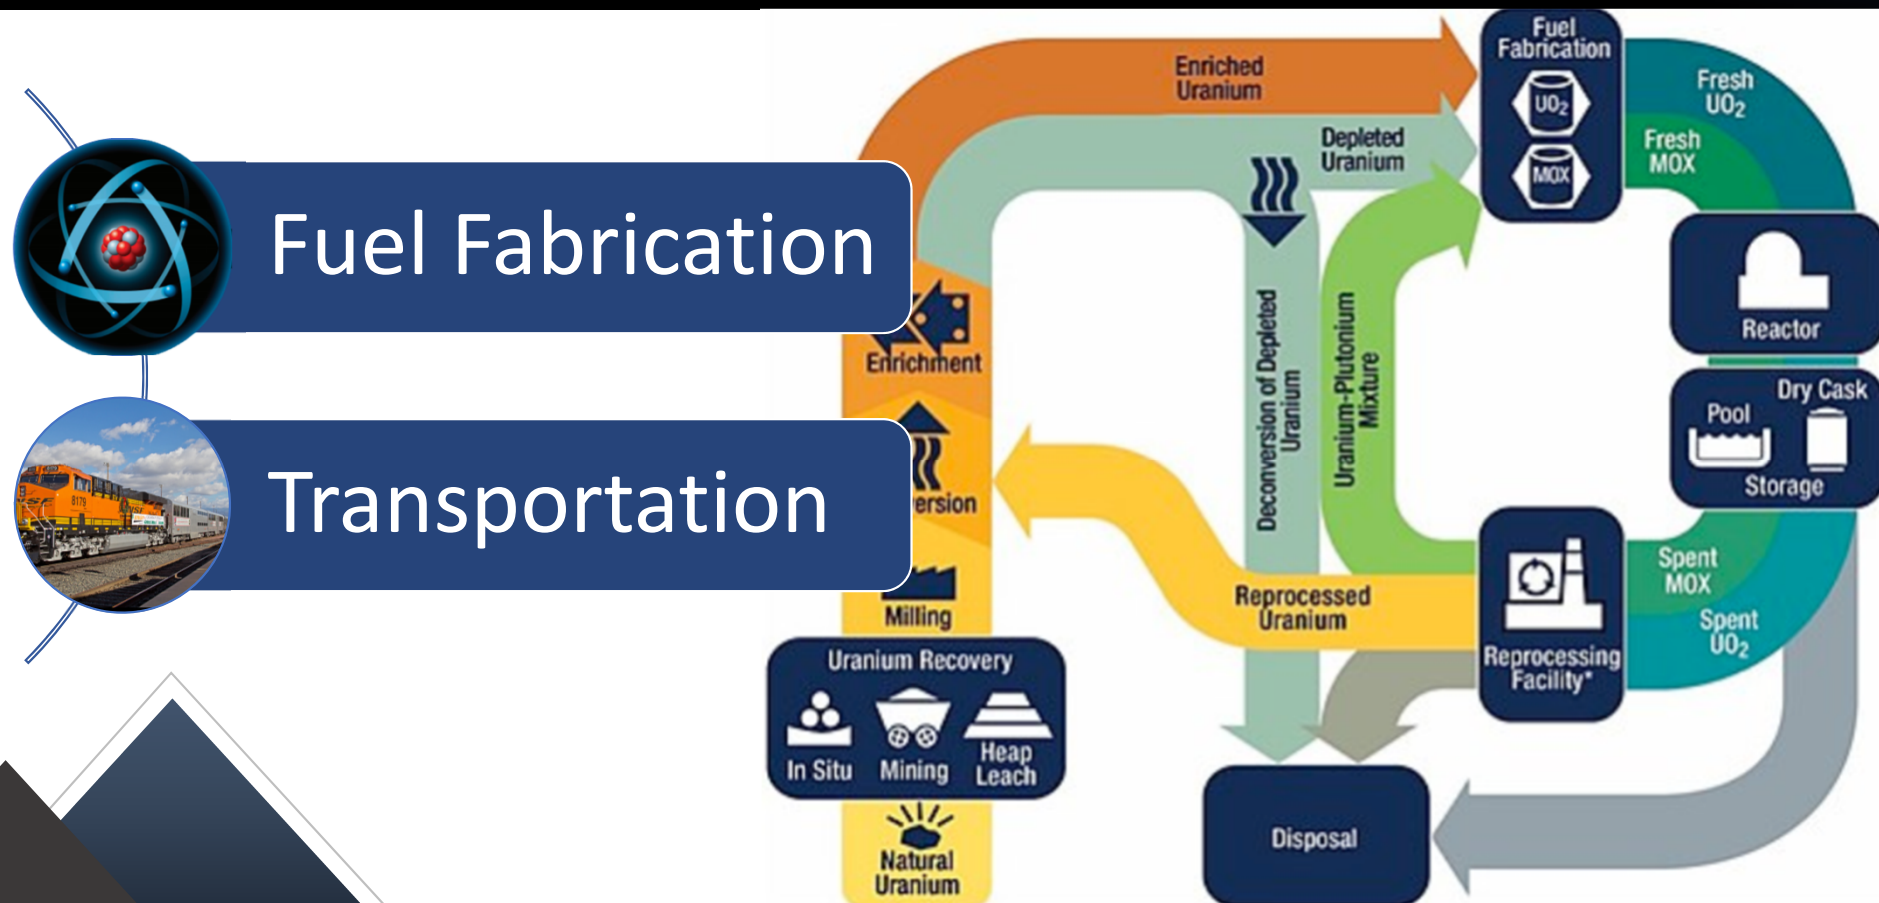 Fuel Fabrication
Transportation
Enriched
Uranium
Depleted
Uranium
Fuel
Fabrication
UO₂
MOX
Fresh
UO₂
Fresh
MOX
Reactor
Dry Cask
Pool
Storage
Enrichment
ersion
Milling
Uranium Recovery
In Situ
Mining
Heap
Leach
Natural
Uranium
Deconversion of Depleted
Uranium
Uranium-Plutonium
Mixture
Reprocessed
Uranium
Reprocessing
Facility*
Spent
MOX
Spent
UO₂
Disposal
8179